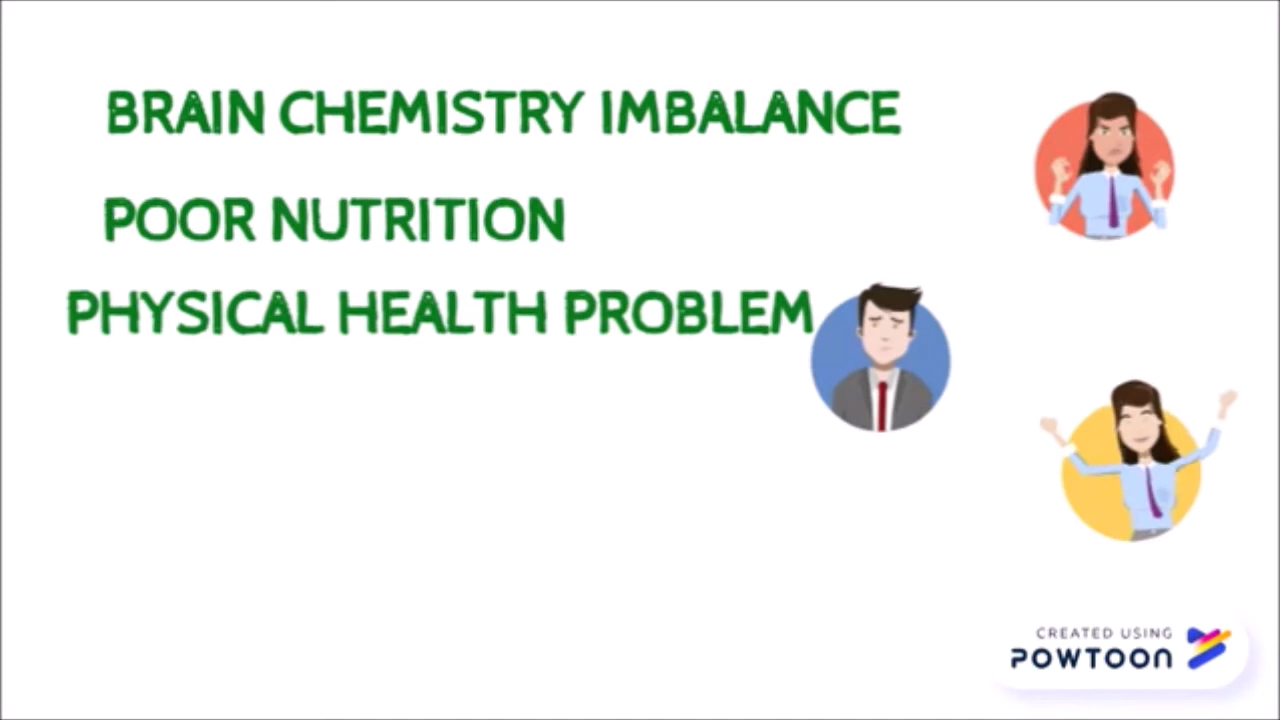 BRAIN CHEMISTRY IMBALANCE
POOR NUTRITION
PHYSICAL HEALTH PROBLEM
CREATED USING
POWTOON